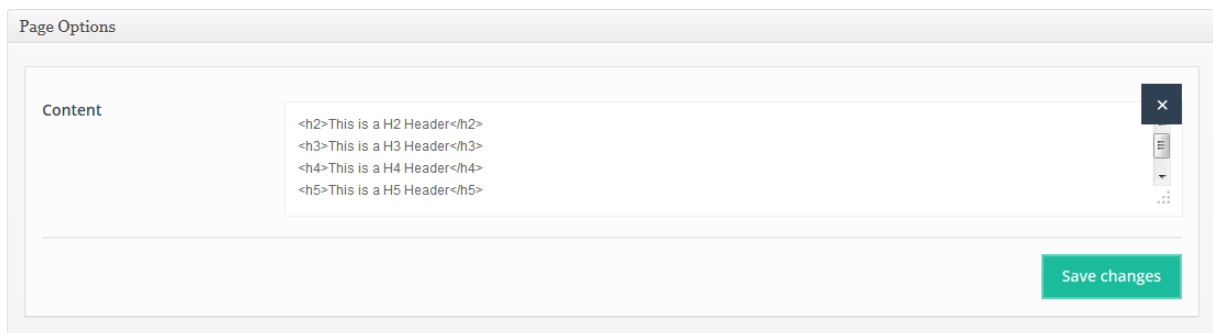 Page Options
Content
<h2>This is a H2 Header</h2>
<h3>This is a H3 Header</h3>
<h4>This is a H4 Header</h4>
<h5>This is a H5 Header</h5>
Save changes